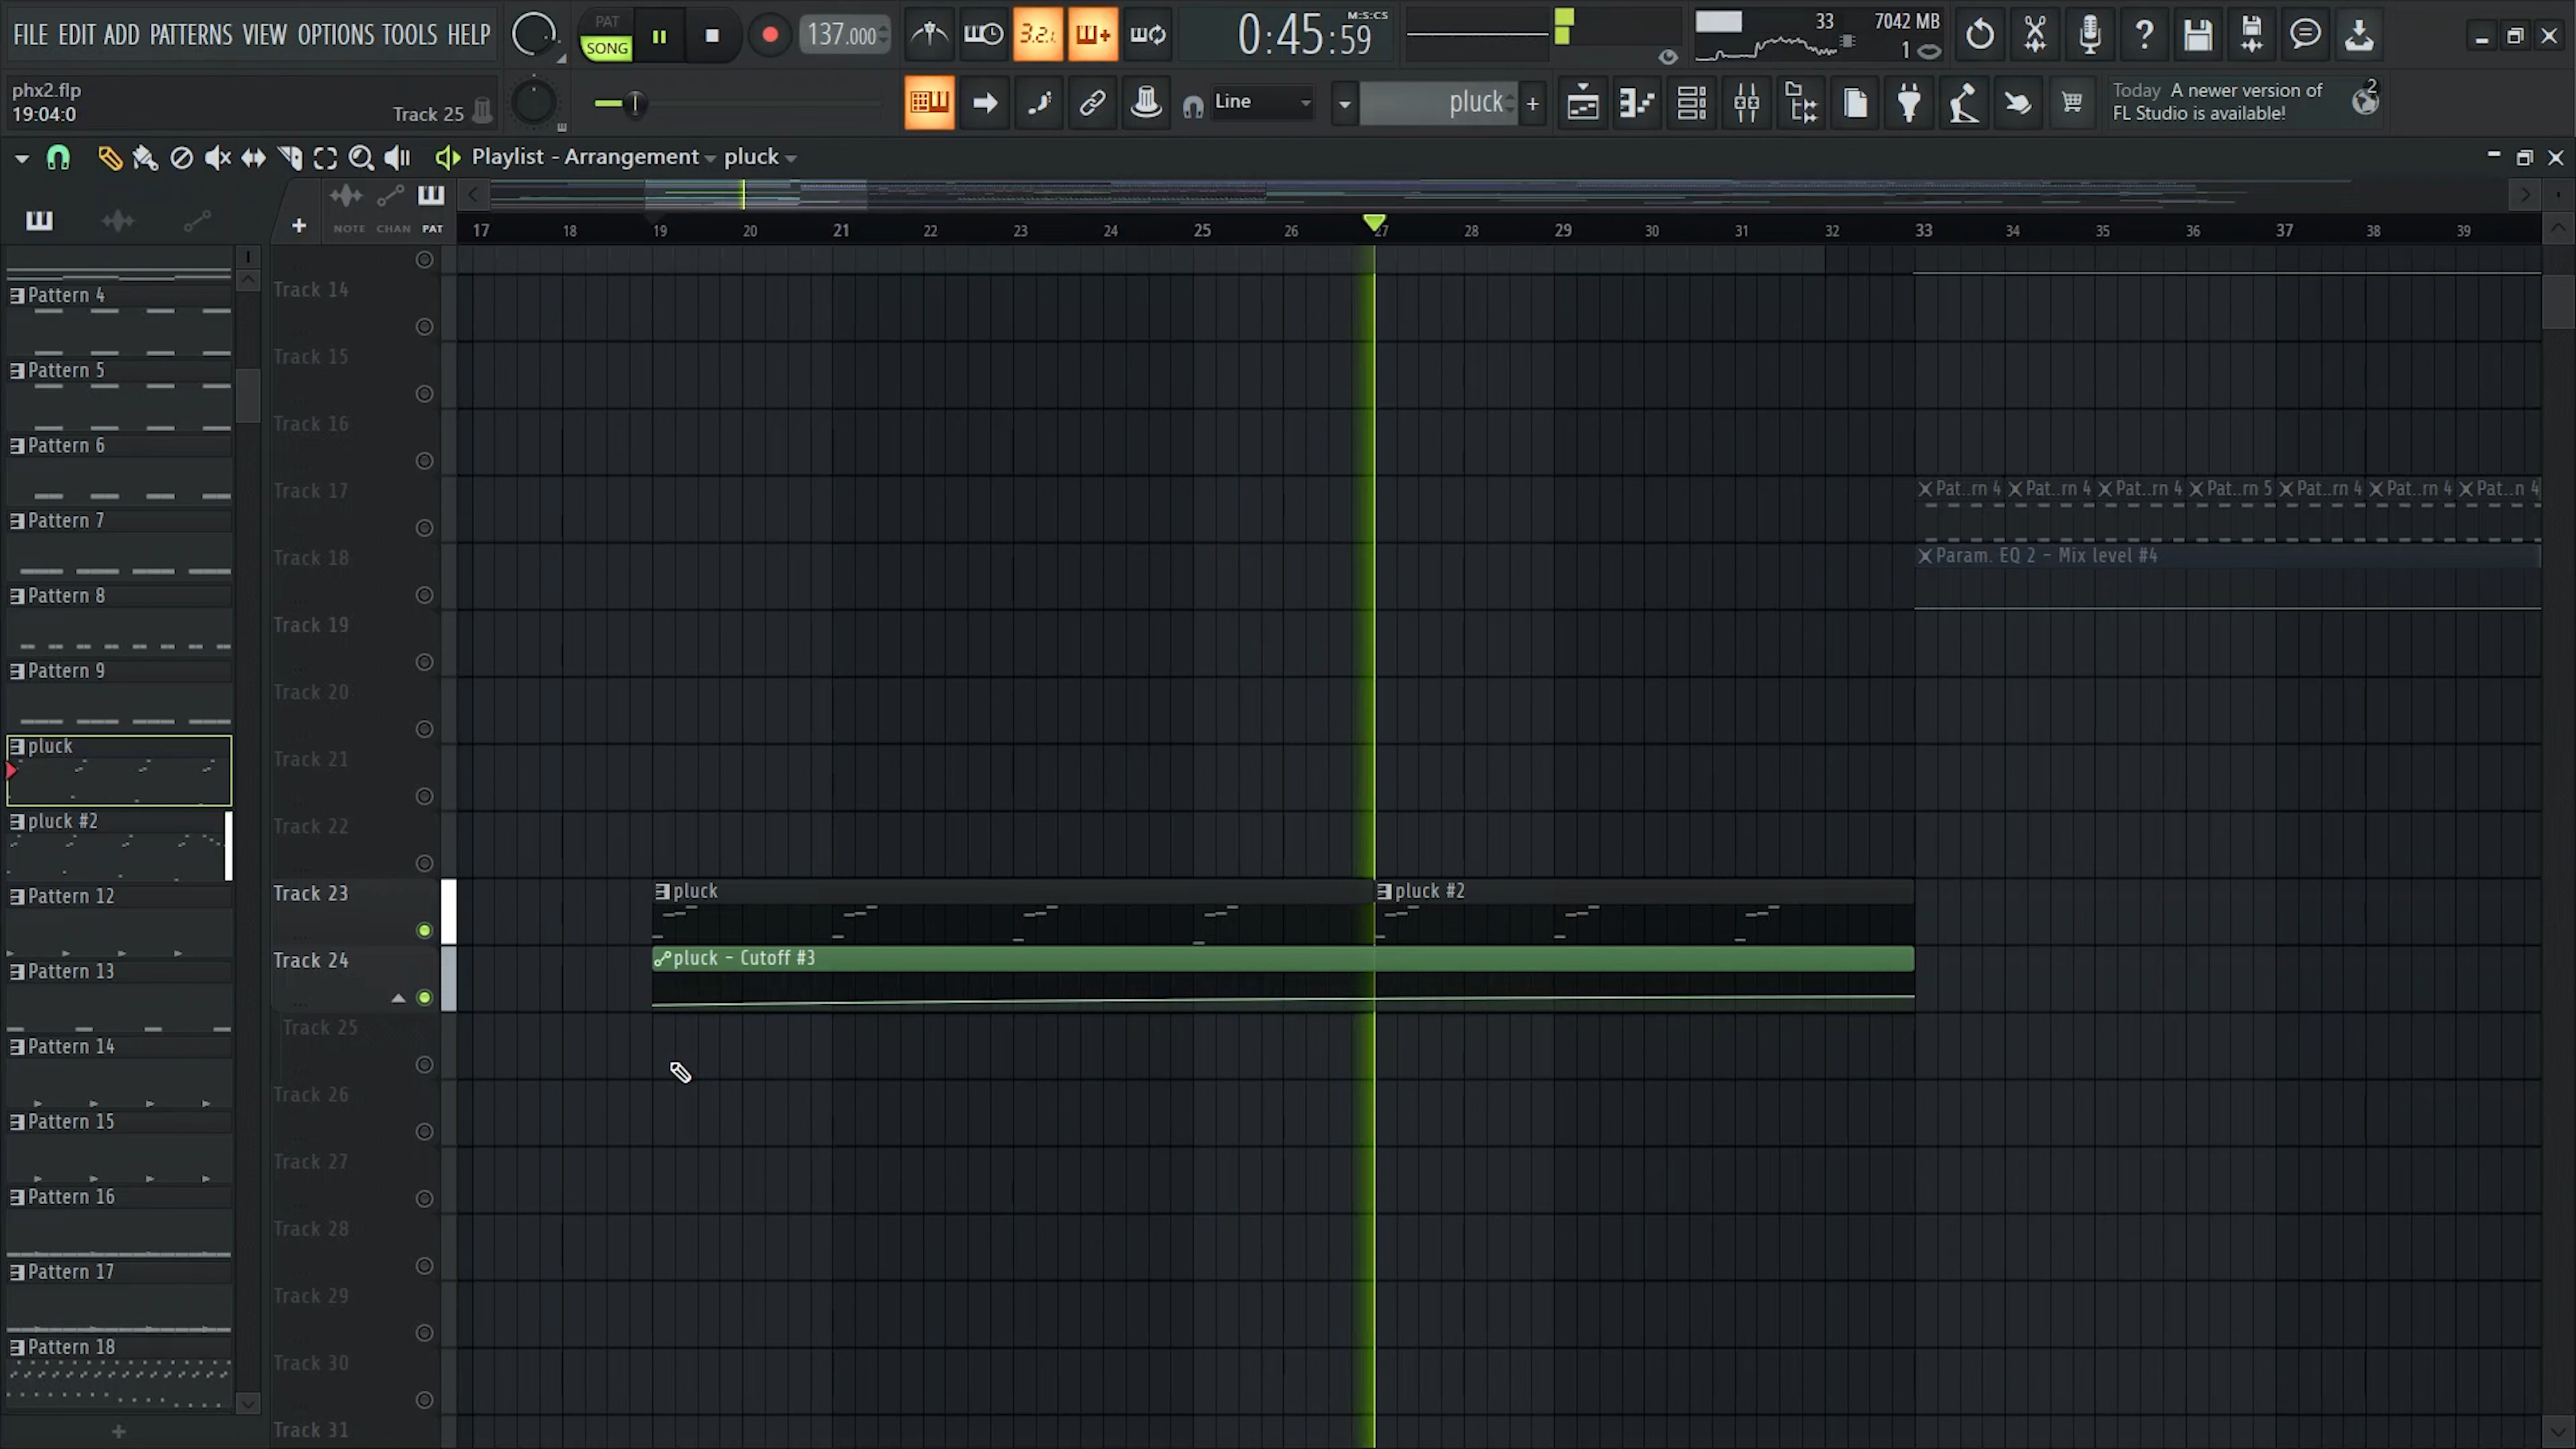 FILE EDIT ADD PATTERNS VIEW OPTIONS TOOLS HELP
PAT
SONG
137.000
3.2.1
0:45:59
M:S:CS
33
7042 MB
1
phx2.flp
19:04:0
Track 25
Line
pluck
+
Today A newer version of
FL Studio is available!
2
Playlist - Arrangement pluck
NOTE CHAN PAT
17 18 19 20 21 22 23 24 25 26 27 28 29 30 31 32 33 34 35 36 37 38 39
Pattern 4
Pattern 5
Pattern 6
Pattern 7
Pattern 8
Pattern 9
pluck
pluck #2
Pattern 12
Pattern 13
Pattern 14
Pattern 15
Pattern 16
Pattern 17
Pattern 18
Track 14
Track 15
Track 16
Track 17
Pat..rn 4 Pat..rn 4 Pat..rn 4 Pat..rn 5 Pat..rn 4 Pat..rn 4 Pat..n 4
Track 18
Param. EQ 2 - Mix level #4
Track 19
Track 20
Track 21
Track 22
Track 23
pluck
pluck #2
Track 24
pluck - Cutoff #3
Track 25
Track 26
Track 27
Track 28
Track 29
Track 30
Track 31